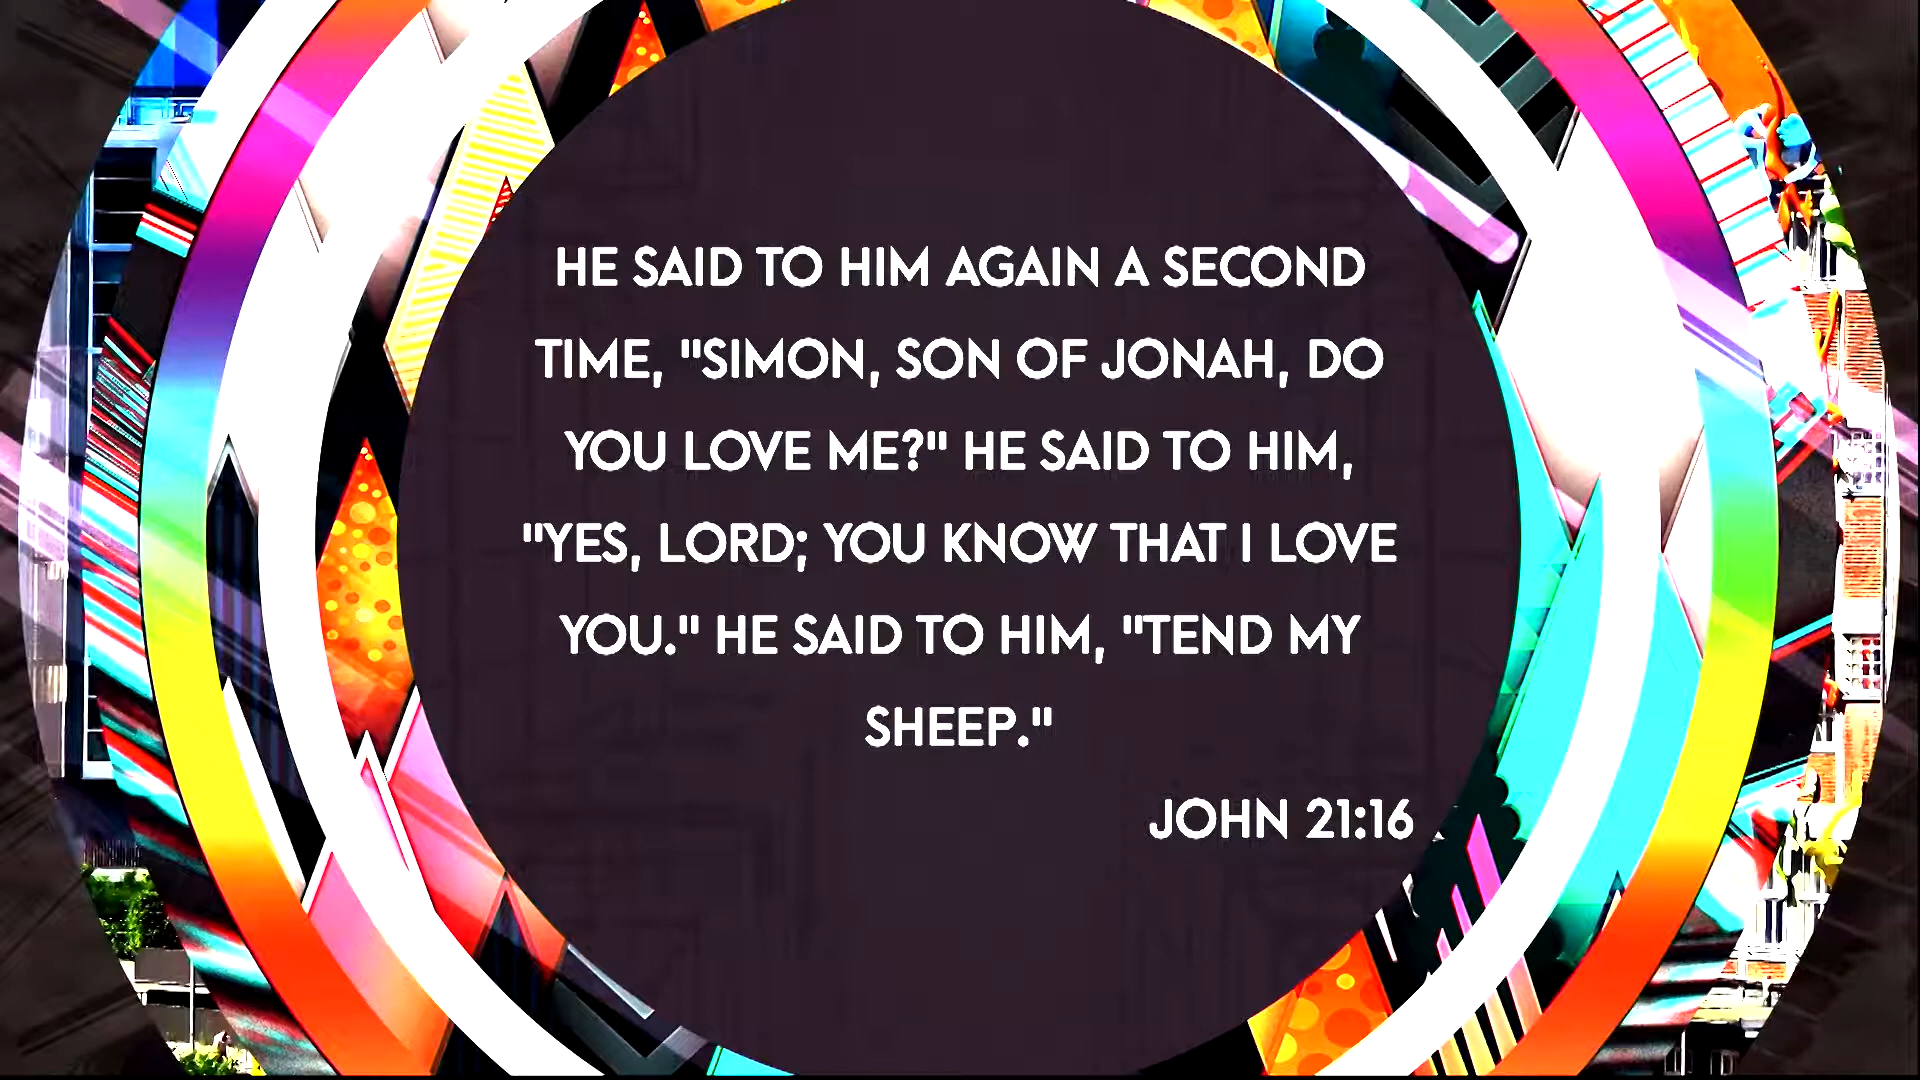 HE SAID TO HIM AGAIN A SECOND
TIME, "SIMON, SON OF JONAH, DO
YOU LOVE ME?" HE SAID TO HIM,
"YES, LORD; YOU KNOW THAT I LOVE
YOU." HE SAID TO HIM, "TEND MY
SHEEP."
JOHN 21:16